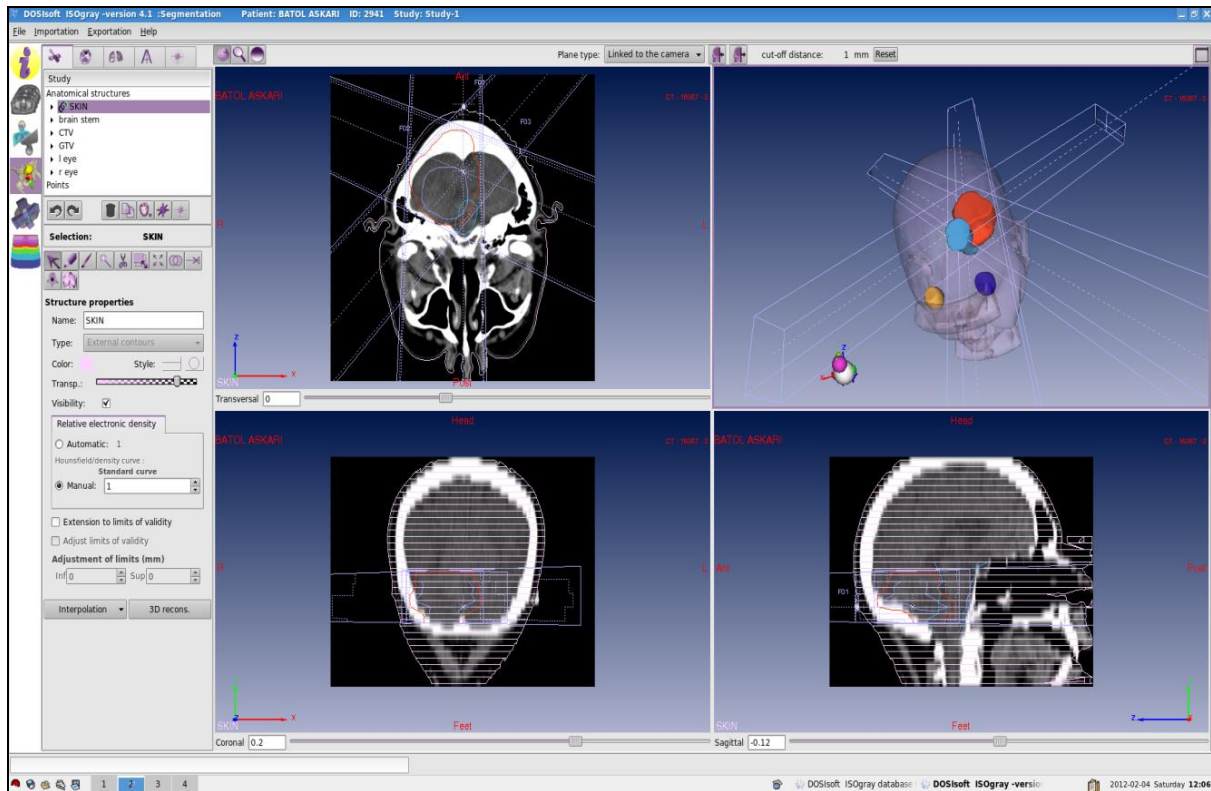 DOSIsoft ISOgray -version 4.1 :Segmentation Patient: BATOL ASKARI ID: 2941 Study: Study-1
File Importation Exportation Help
Plane type: Linked to the camera cut-off distance: 1 mm Reset
Study
Anatomical structures
SKIN
brain stem
CTV
GTV
l eye
r eye
Points
Selection: SKIN
Structure properties
Name: SKIN
Type: External contours
Color: Style:
Transp.:
Visibility:
Relative electronic density
Automatic: 1
Hounsfield/density curve :
Standard curve
Manual: 1
Extension to limits of validity
Adjust limits of validity
Adjustment of limits (mm)
Inf 0 Sup 0
Interpolation 3D recons.
Ant
BATOL ASKARI
F02
F03
R
L
z
x
SKIN
Post
Transversal 0
z
Head
BATOL ASKARI
R
L
z
x
SKIN
Feet
Coronal 0.2
Head
BATOL ASKARI
Ant
Post
F01
z
SKIN
Feet
Sagittal -0.12
1 2 3 4
DOSIsoft ISOgray database
DOSIsoft ISOgray -versio
2012-02-04 Saturday 12:06